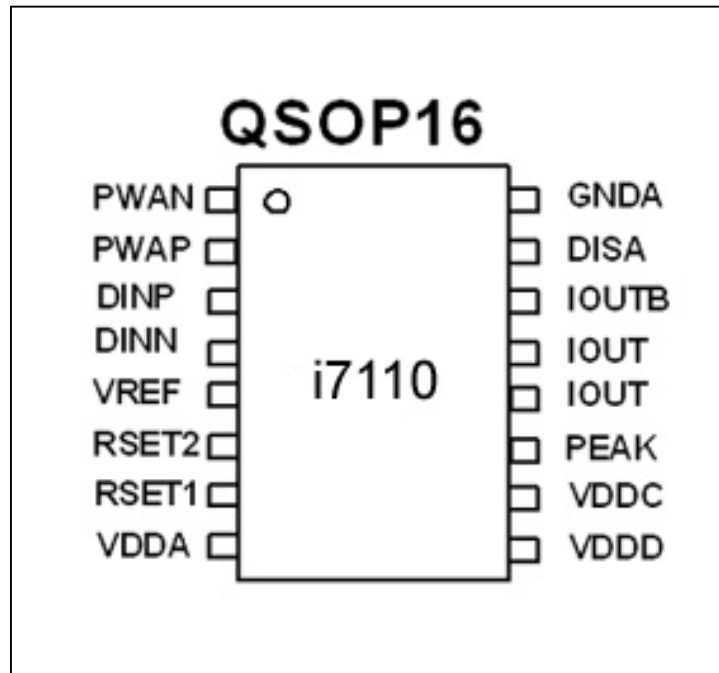 QSOP16
PWAN
PWAP
DINP
DINN
VREF
RSET2
RSET1
VDDA
i7110
GNDA
DISA
IOUTB
IOUT
IOUT
PEAK
VDDC
VDDD